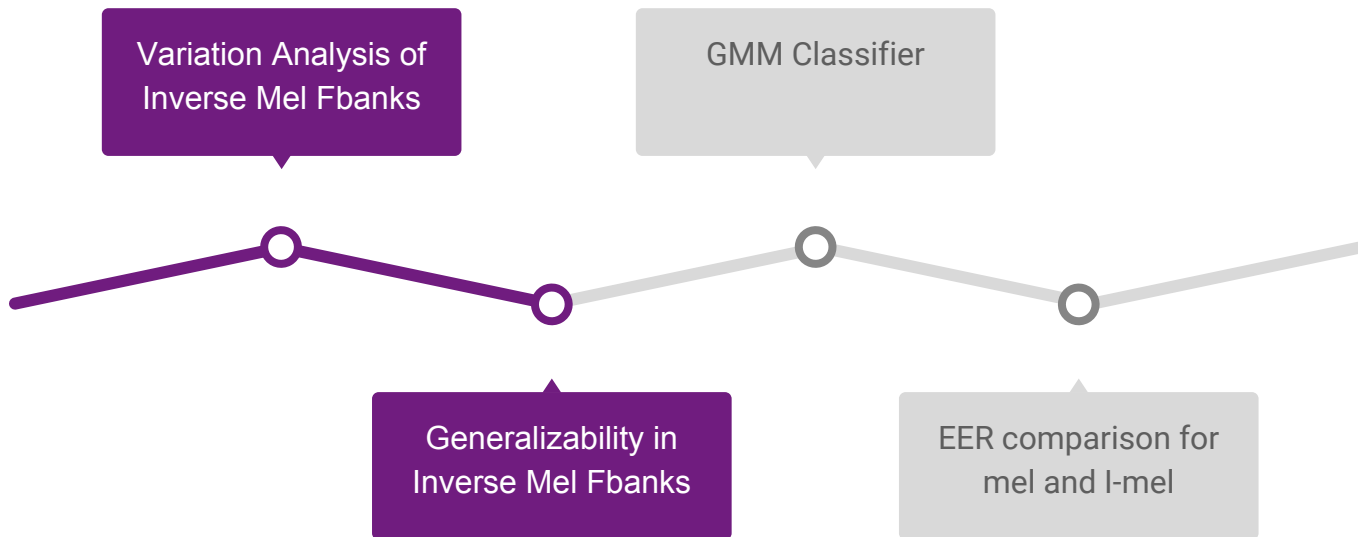 Variation Analysis of
Inverse Mel Fbanks
GMM Classifier
Generalizability in
Inverse Mel Fbanks
EER comparison for
mel and I-mel